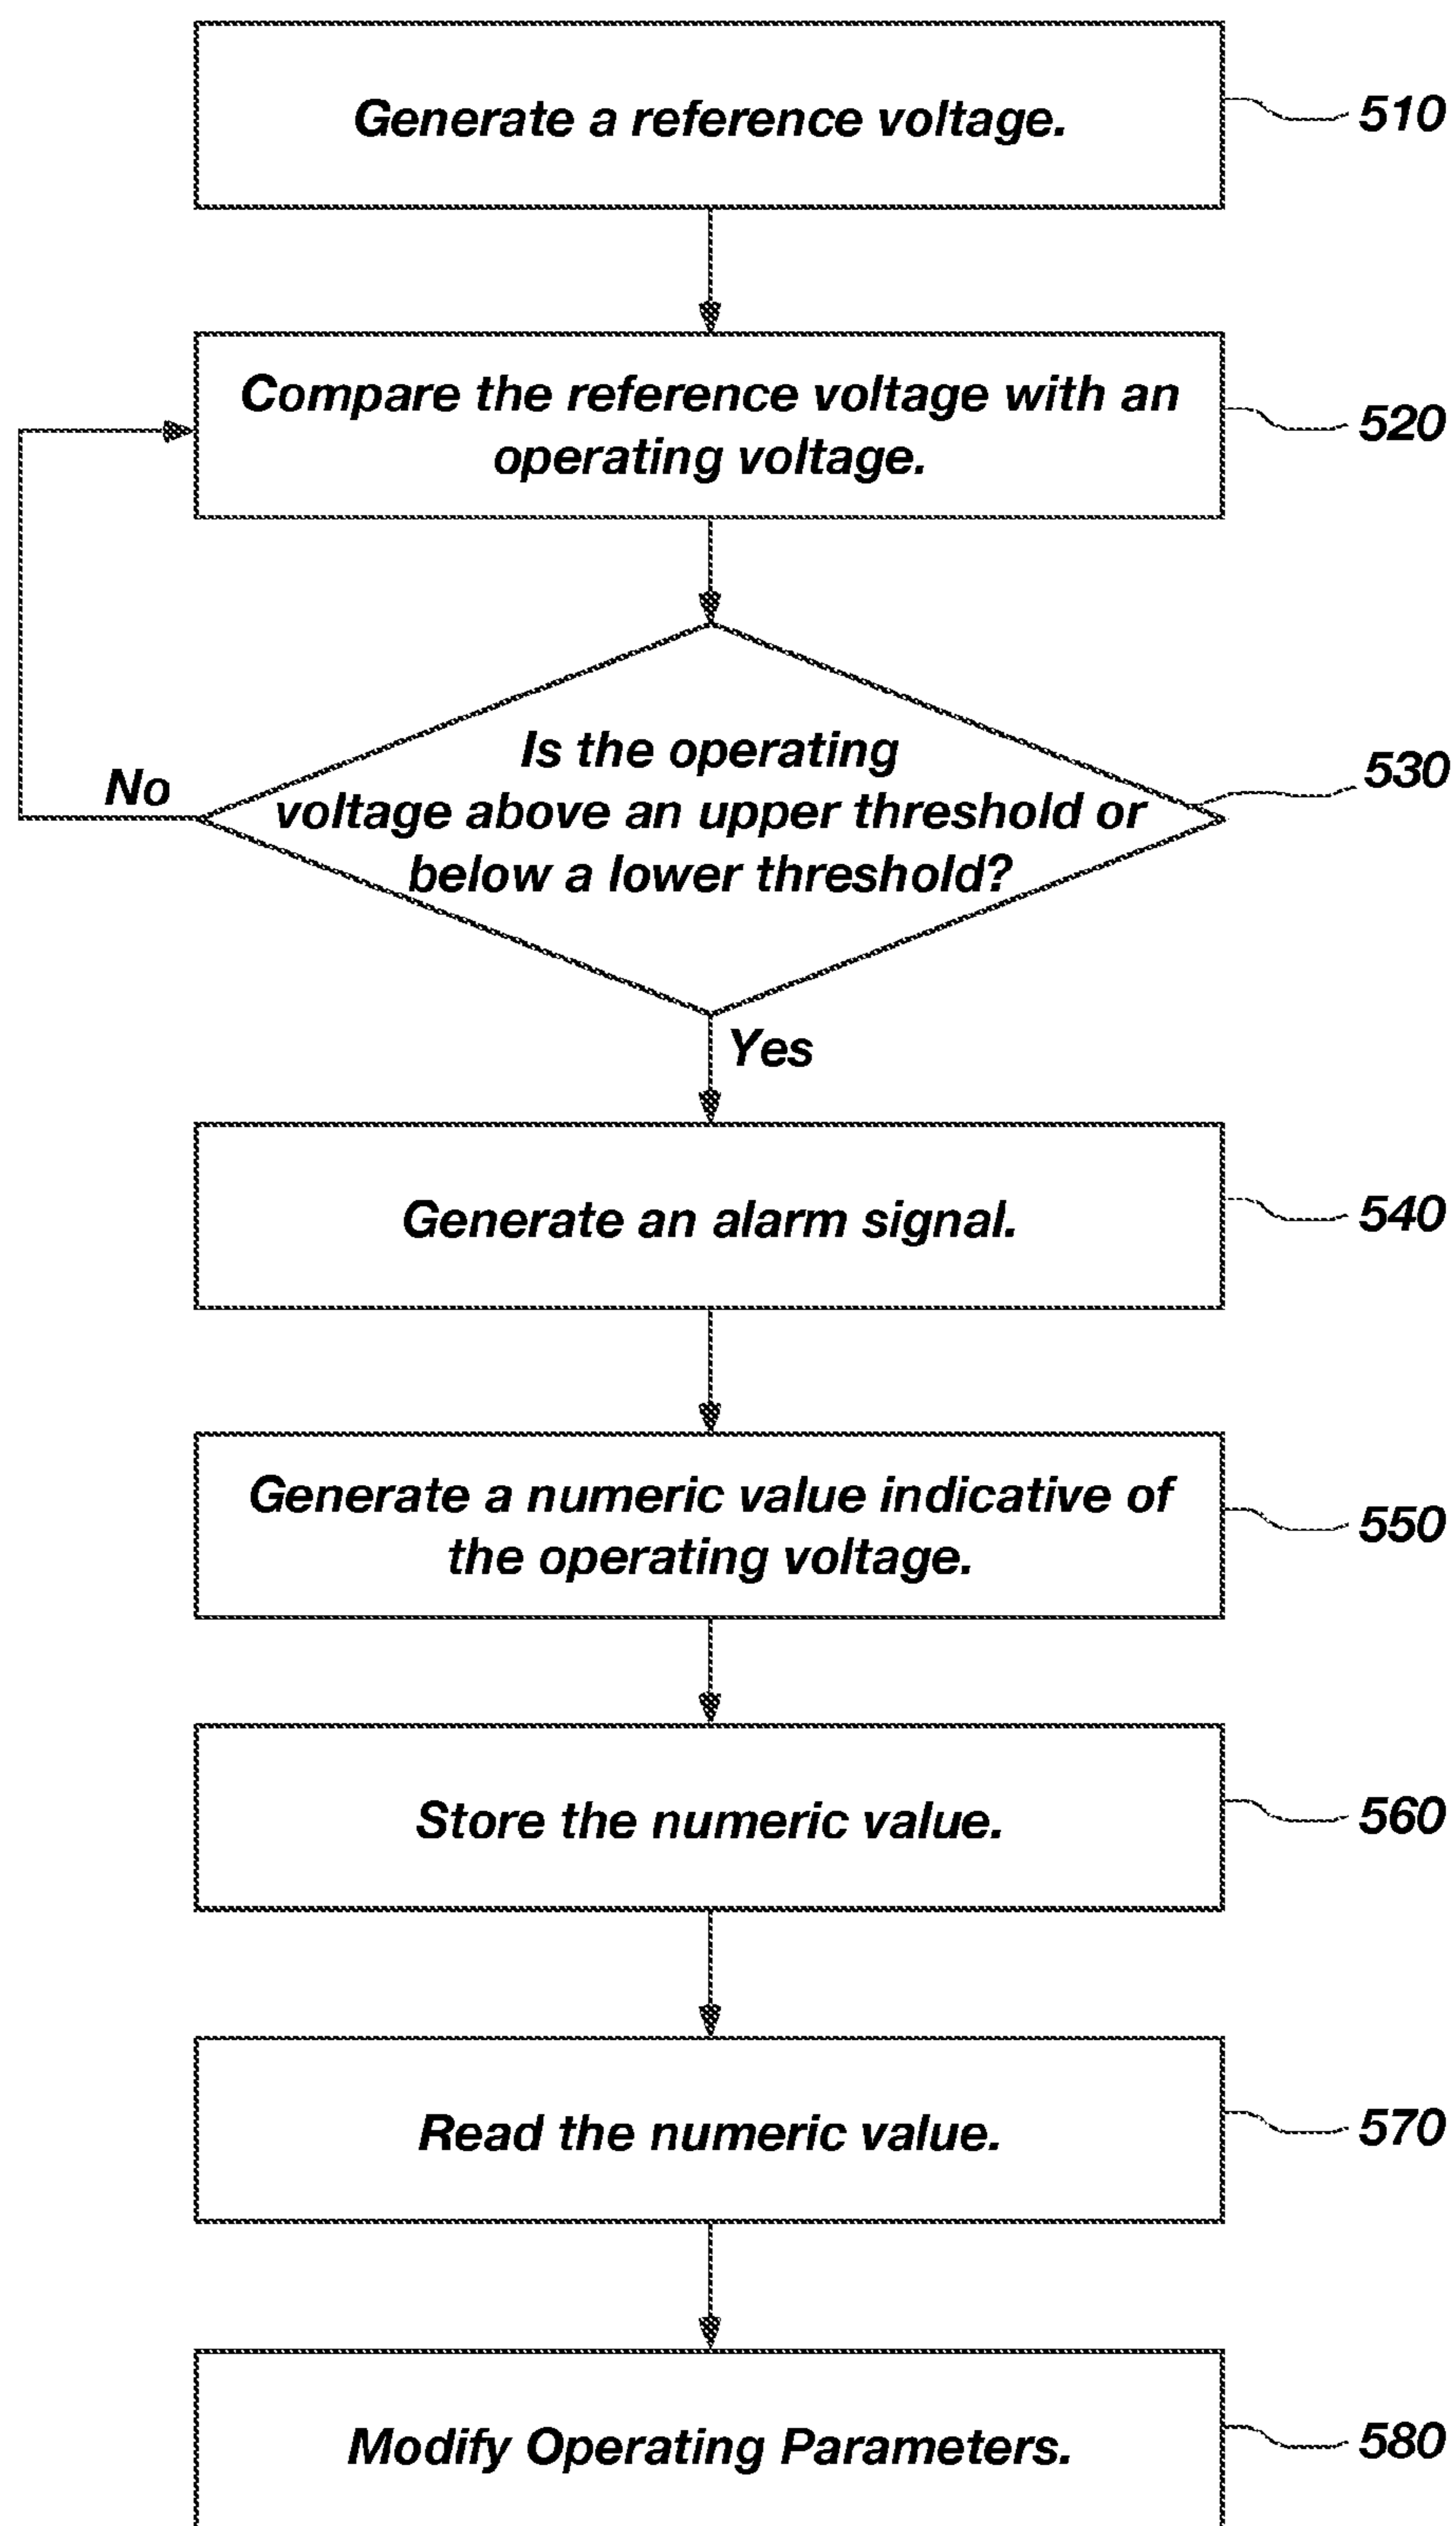 Generate a reference voltage.
510
Compare the reference voltage with an
operating voltage.
520
Is the operating
voltage above an upper threshold or
below a lower threshold?
530
No
Yes
Generate an alarm signal.
540
Generate a numeric value indicative of
the operating voltage.
550
Store the numeric value.
560
Read the numeric value.
570
Modify Operating Parameters.
580